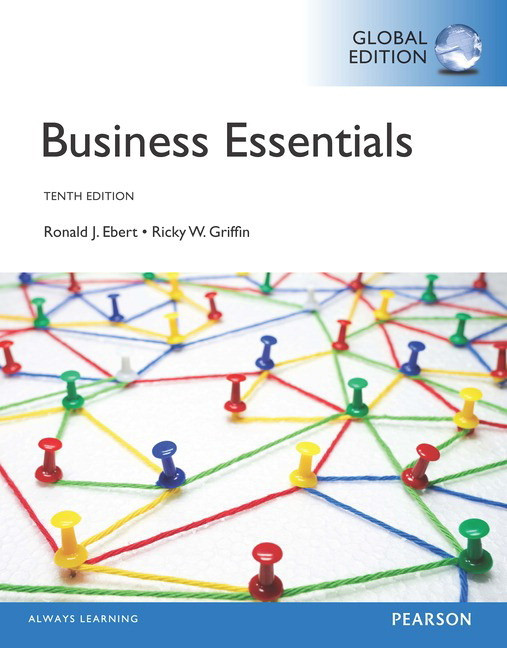 GLOBAL
EDITION
Business Essentials
TENTH EDITION
Ronald J. Ebert • Ricky W. Griffin
ALWAYS LEARNING
PEARSON